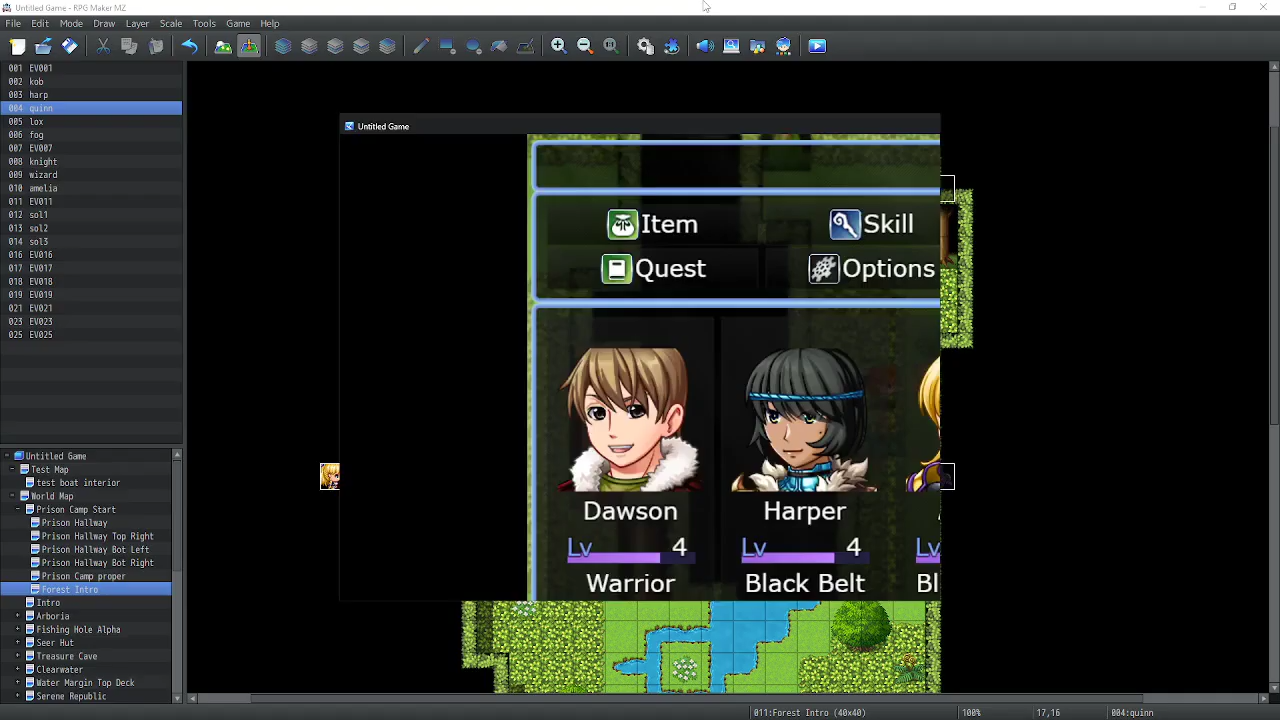 Untitled Game - RPG Maker MZ
File Edit Mode Draw Layer Scale Tools Game Help
001 EV001
002 kob
003 harp
004 quinn
005 lox
006 fog
007 EV007
008 knight
009 wizard
010 amelia
011 EV011
012 sol1
013 sol2
014 sol3
016 EV016
017 EV017
018 EV018
019 EV019
021 EV021
023 EV023
025 EV025
Untitled Game
Test Map
test boat interior
World Map
Prison Camp Start
Prison Hallway
Prison Hallway Top Right
Prison Hallway Bot Left
Prison Hallway Bot Right
Prison Camp proper
Forest Intro
Intro
Arboria
Fishing Hole Alpha
Seer Hut
Treasure Cave
Clearwater
Water Margin Top Deck
Serene Republic
Untitled Game
Item Skill
Quest Options
Dawson Harper
Lv 4 Lv 4 Lv
Warrior Black Belt Bl
011:Forest Intro (40x40) 100% 17,16 004:quinn